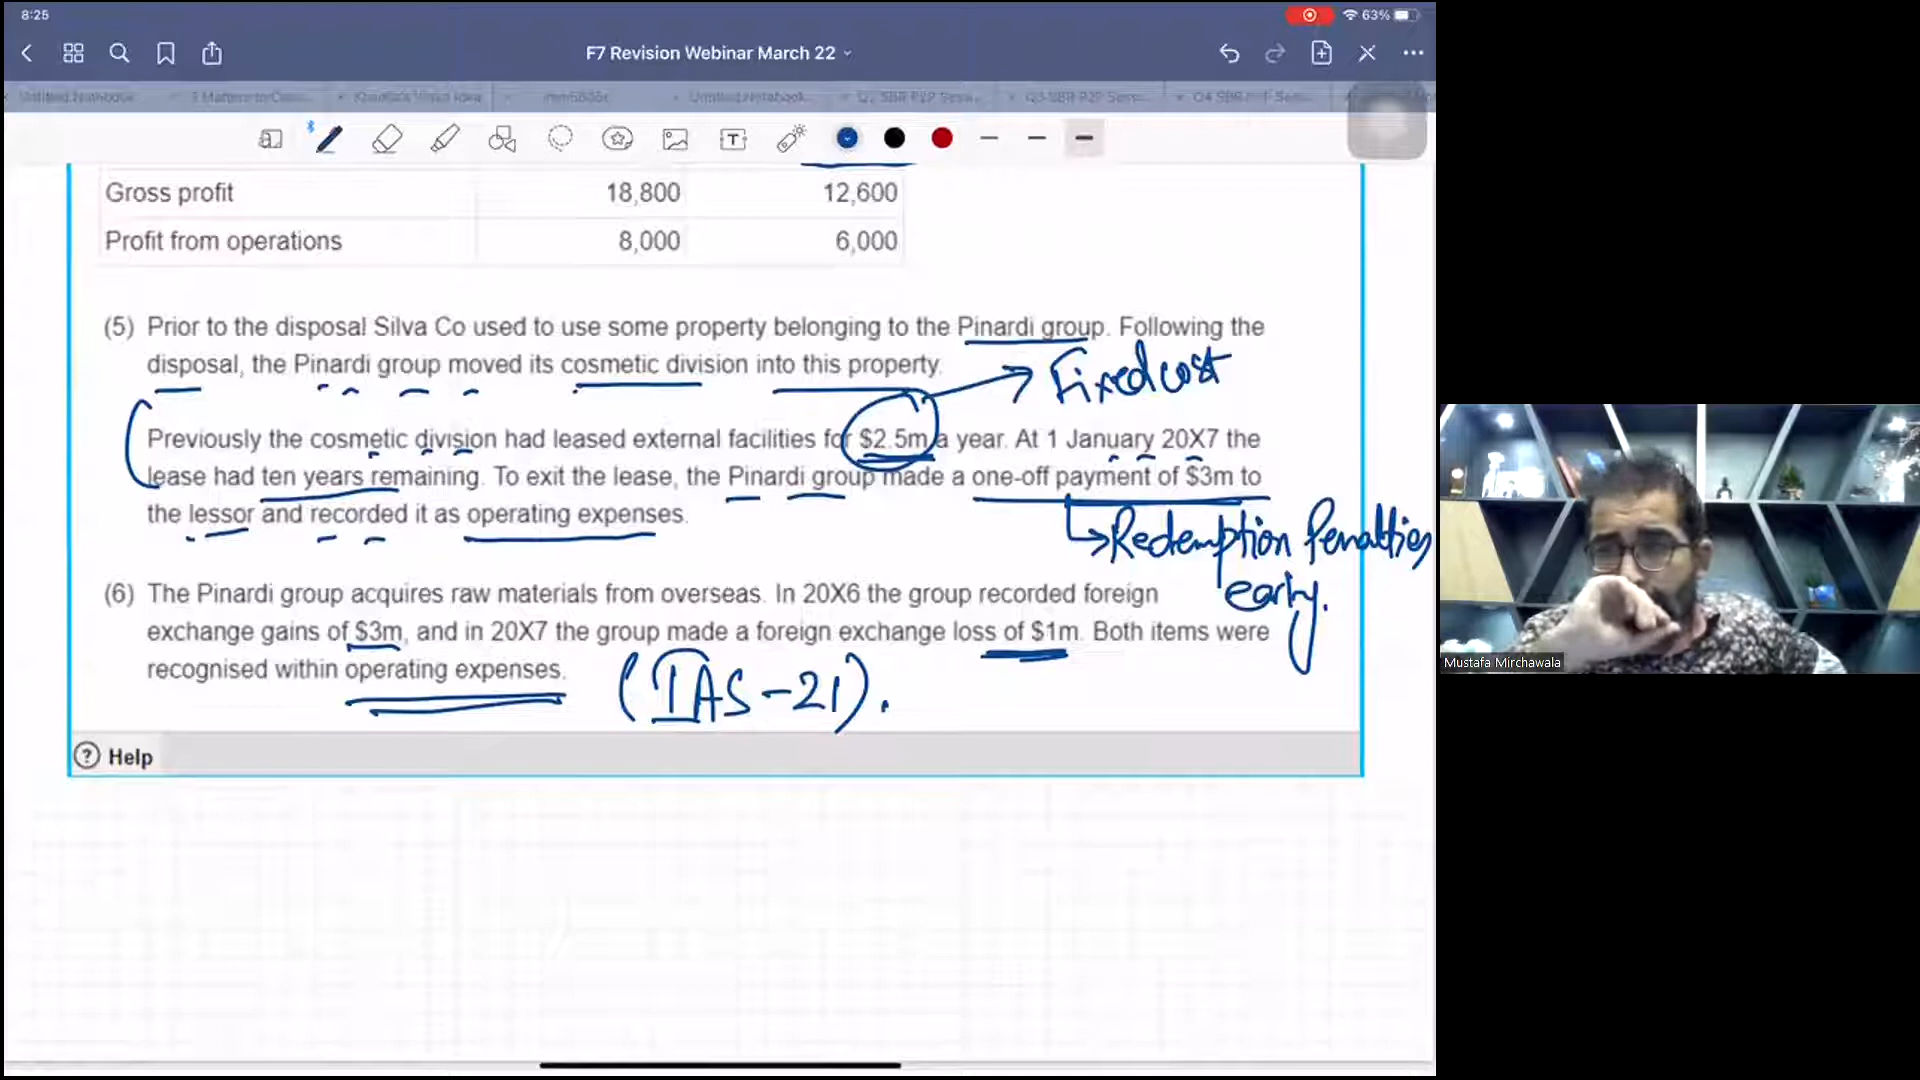 8:25
63%
F7 Revision Webinar March 22
Untitled Notebook
T
Gross profit 18,800 12,600
Profit from operations 8,000 6,000
(5) Prior to the disposal Silva Co used to use some property belonging to the Pinardi group. Following the
disposal, the Pinardi group moved its cosmetic division into this property.
Fixed cost
Previously the cosmetic division had leased external facilities for $2.5m a year. At 1 January 20X7 the
lease had ten years remaining. To exit the lease, the Pinardi group made a one-off payment of $3m to
the lessor and recorded it as operating expenses.
Redemption Penalties
early.
(6) The Pinardi group acquires raw materials from overseas. In 20X6 the group recorded foreign
exchange gains of $3m, and in 20X7 the group made a foreign exchange loss of $1m. Both items were
recognised within operating expenses.
(IAS-21).
? Help
Mustafa Mirchawala